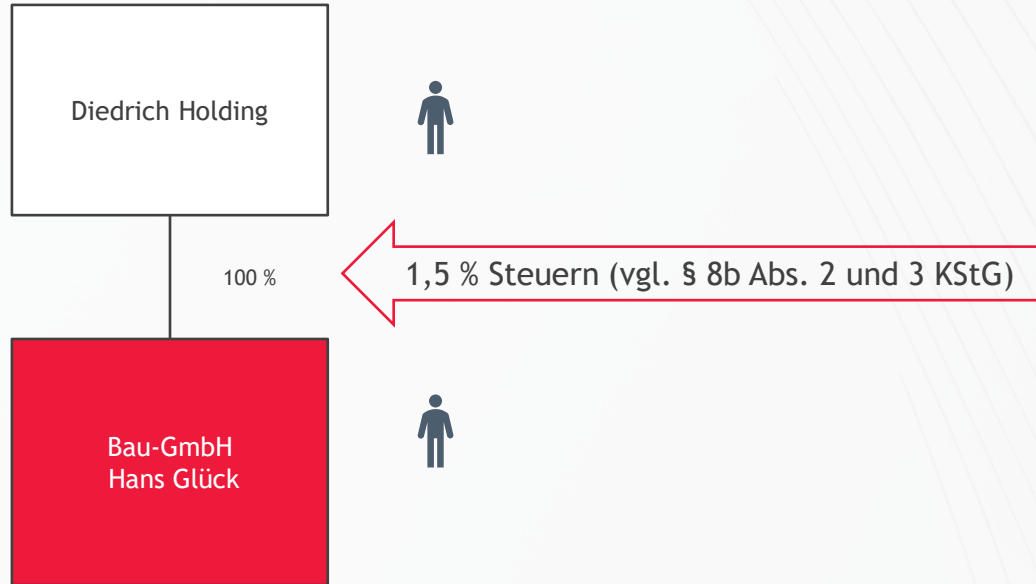 Diedrich Holding
100 %
1,5 % Steuern (vgl. § 8b Abs. 2 und 3 KStG)
Bau-GmbH
Hans Glück